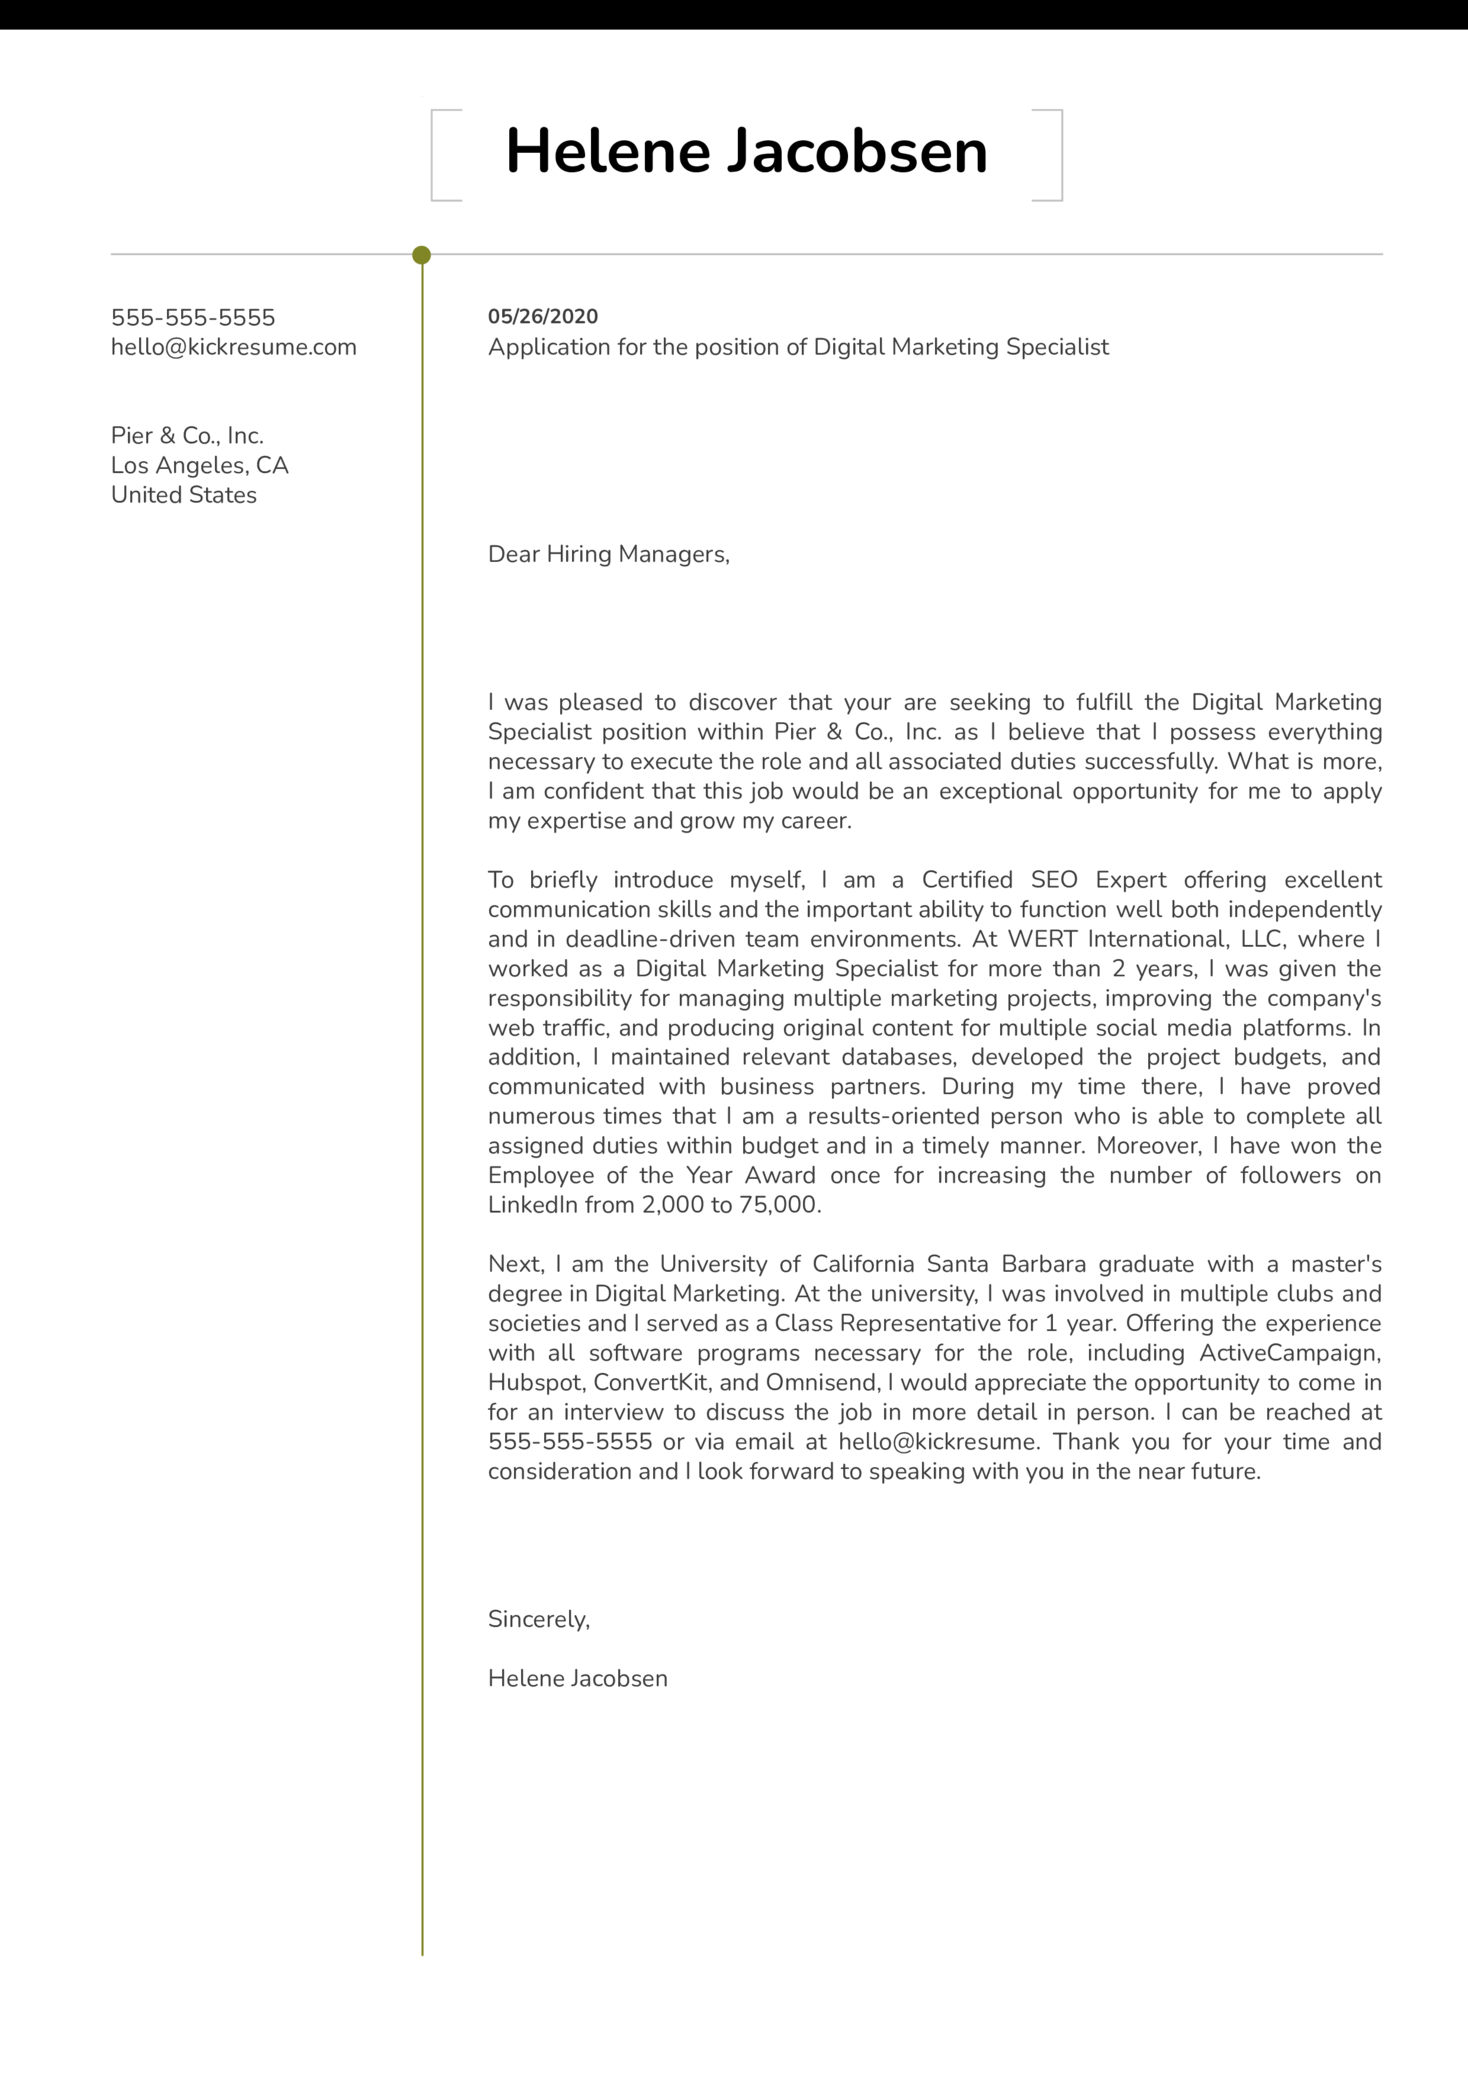 Helene Jacobsen
555-555-5555
hello@kickresume.com
Pier & Co., Inc.
Los Angeles, CA
United States
05/26/2020
Application for the position of Digital Marketing Specialist
Dear Hiring Managers,
I was pleased to discover that your are seeking to fulfill the Digital Marketing
Specialist position within Pier & Co., Inc. as I believe that I possess everything
necessary to execute the role and all associated duties successfully. What is more,
I am confident that this job would be an exceptional opportunity for me to apply
my expertise and grow my career.
To briefly introduce myself, I am a Certified SEO Expert offering excellent
communication skills and the important ability to function well both independently
and in deadline-driven team environments. At WERT International, LLC, where I
worked as a Digital Marketing Specialist for more than 2 years, I was given the
responsibility for managing multiple marketing projects, improving the company's
web traffic, and producing original content for multiple social media platforms. In
addition, I maintained relevant databases, developed the project budgets, and
communicated with business partners. During my time there, I have proved
numerous times that I am a results-oriented person who is able to complete all
assigned duties within budget and in a timely manner. Moreover, I have won the
Employee of the Year Award once for increasing the number of followers on
LinkedIn from 2,000 to 75,000.
Next, I am the University of California Santa Barbara graduate with a master's
degree in Digital Marketing. At the university, I was involved in multiple clubs and
societies and I served as a Class Representative for 1 year. Offering the experience
with all software programs necessary for the role, including ActiveCampaign,
Hubspot, ConvertKit, and Omnisend, I would appreciate the opportunity to come in
for an interview to discuss the job in more detail in person. I can be reached at
555-555-5555 or via email at hello@kickresume. Thank you for your time and
consideration and I look forward to speaking with you in the near future.
Sincerely,
Helene Jacobsen